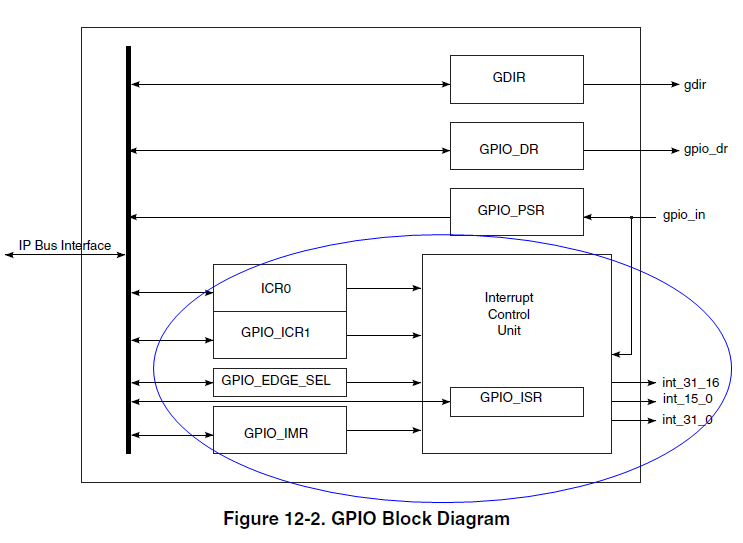 GDIR
gdir
GPIO_DR
gpio_dr
GPIO_PSR
gpio_in
IP Bus Interface
ICR0
Interrupt
Control
Unit
GPIO_ICR1
GPIO_EDGE_SEL
int_31_16
GPIO_ISR
int_15_0
int_31_0
GPIO_IMR
Figure 12-2. GPIO Block Diagram